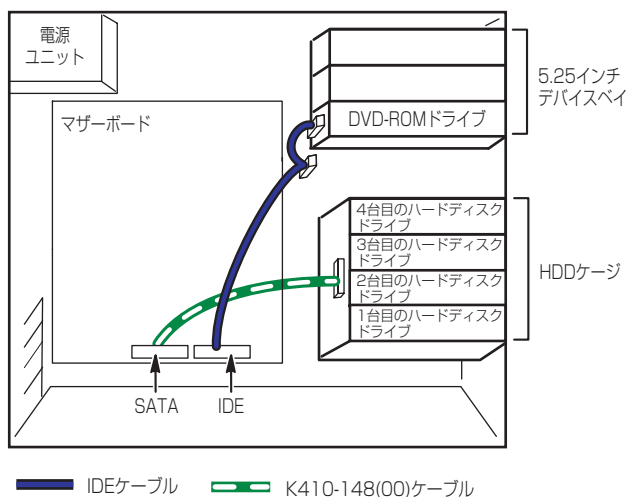 電源
ユニット
5.25インチ
デバイスベイ
マザーボード
DVD-ROMドライブ
4台目のハードディスク
ドライブ
3台目のハードディスク
ドライブ
2台目のハードディスク
ドライブ
1台目のハードディスク
ドライブ
HDDケージ
SATA
IDE
IDEケーブル
K410-148(00)ケーブル